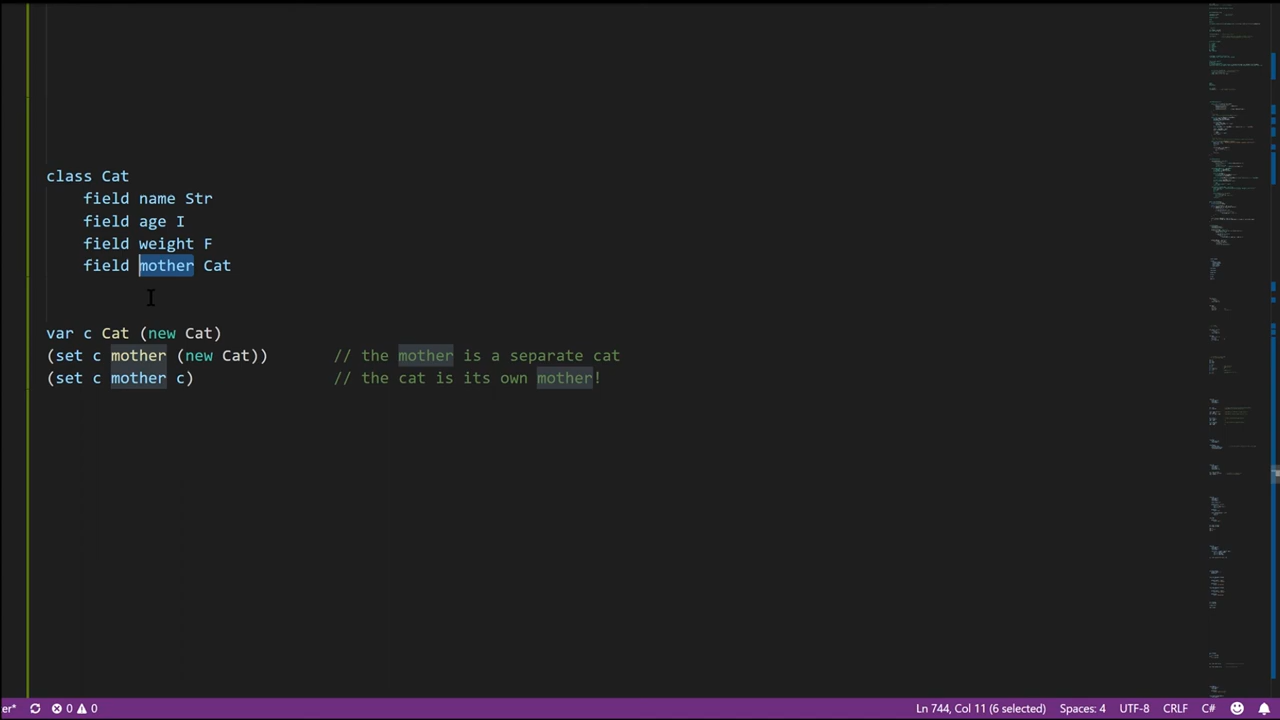 class Cat
field name Str
field age I
field weight F
field mother Cat
var c Cat (new Cat)
(set c mother (new Cat)) // the mother is a separate cat
(set c mother c) // the cat is its own mother!
er* 0 0 Ln 744, Col 11 (6 selected) Spaces: 4 UTF-8 CRLF C#